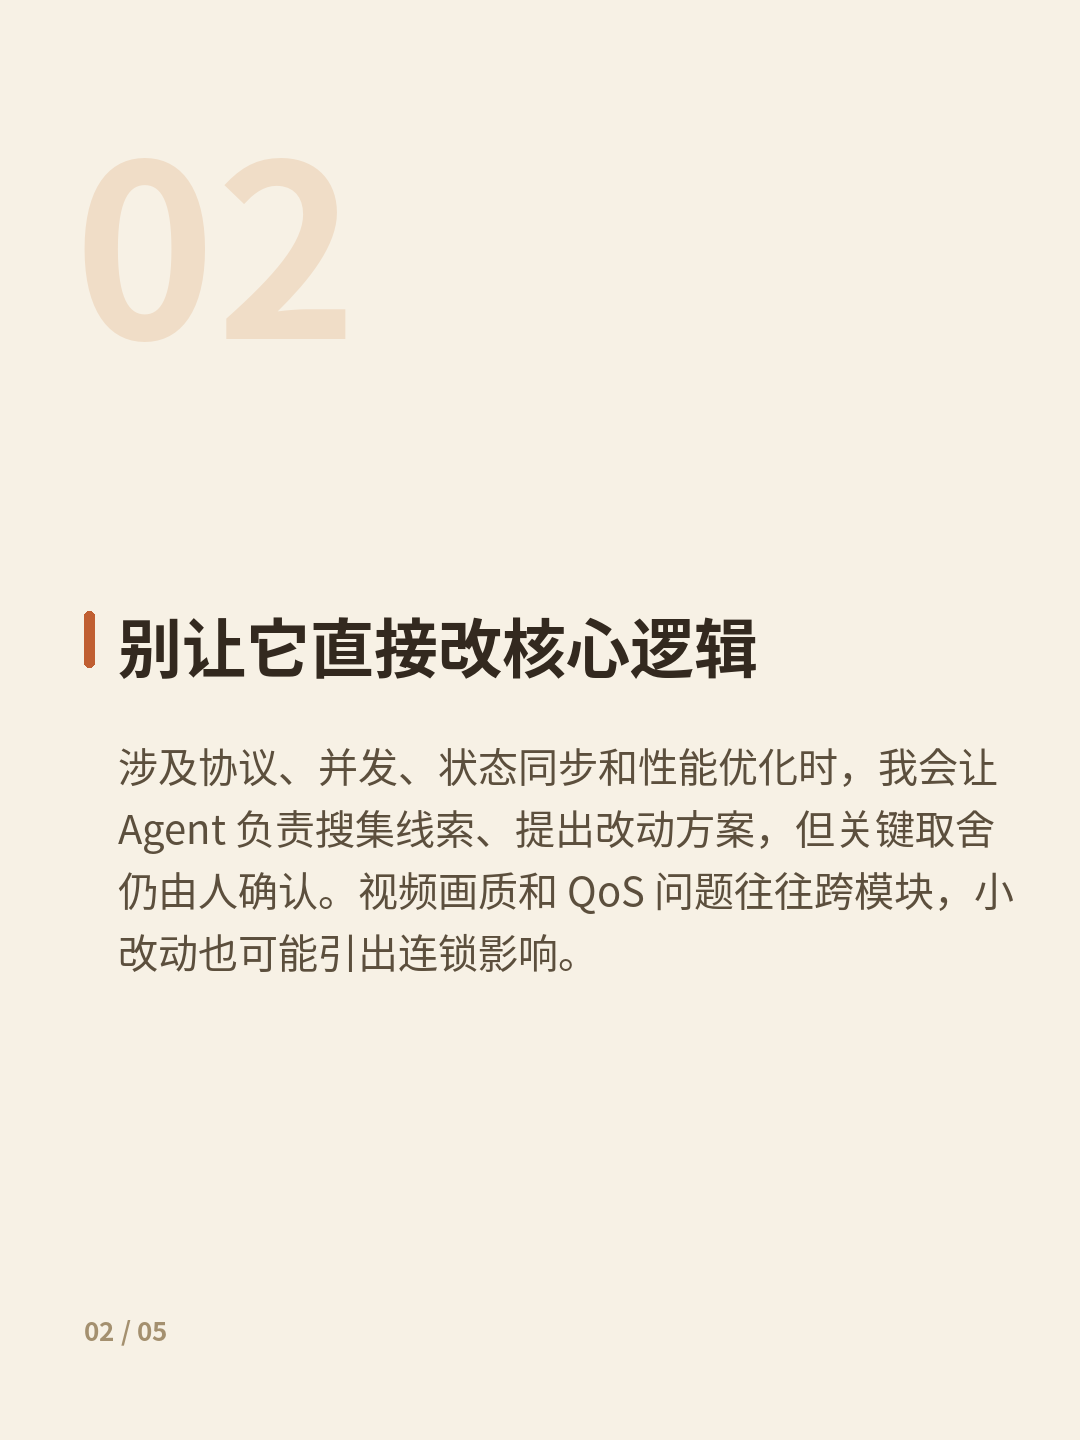 02
别让它直接改核心逻辑
涉及协议、并发、状态同步和性能优化时，我会让
Agent 负责搜集线索、提出改动方案，但关键取舍
仍由人确认。视频画质和 QoS 问题往往跨模块，小
改动也可能引出连锁影响。
02 / 05